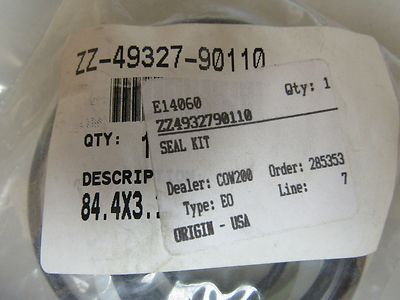 ZZ-49327-90110
E14060 Qty: 1
ZZ4932790110
QTY: 1
SEAL KIT
DESCRIP
Dealer: COW200 Order: 285353
84.4X3.
Type: EO Line: 7
ORIGIN - USA